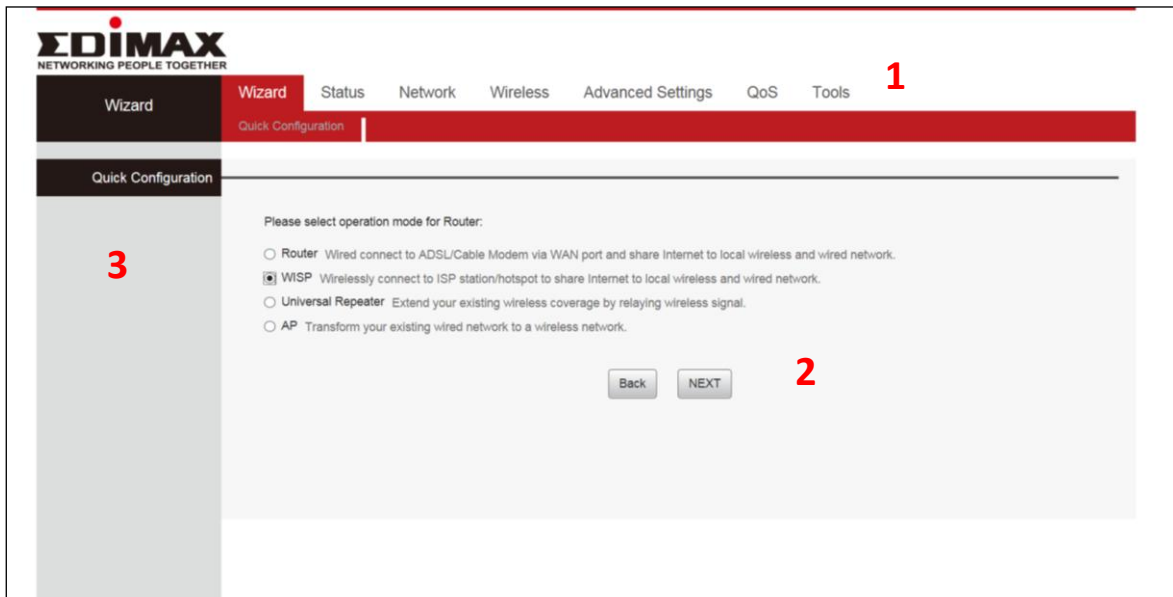 EDIMAX
NETWORKING PEOPLE TOGETHER
Wizard
Wizard Status Network Wireless Advanced Settings QoS Tools 1
Quick Configuration
Quick Configuration
3
Please select operation mode for Router:
Router Wired connect to ADSL/Cable Modem via WAN port and share Internet to local wireless and wired network.
WISP Wirelessly connect to ISP station/hotspot to share Internet to local wireless and wired network.
Universal Repeater Extend your existing wireless coverage by relaying wireless signal.
AP Transform your existing wired network to a wireless network.
Back NEXT 2